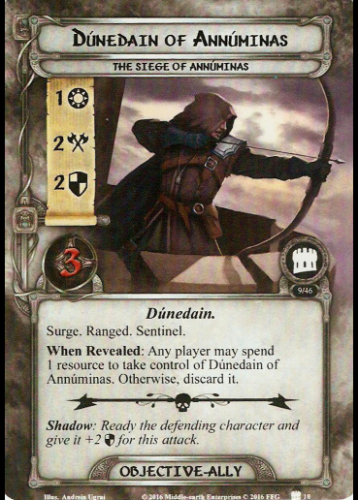 DÚNEDAIN OF ANNÚMINAS
THE SIEGE OF ANNÚMINAS
1
2
2
3
9/46
Dúnedain.
Surge. Ranged. Sentinel.
When Revealed: Any player may spend
1 resource to take control of Dúnedain of
Annúminas. Otherwise, discard it.
Shadow: Ready the defending character and
give it +2 for this attack.
OBJECTIVE-ALLY
Illus. Andreia Ugrai
©2016 Middle-earth Enterprises © 2016 FFG
19